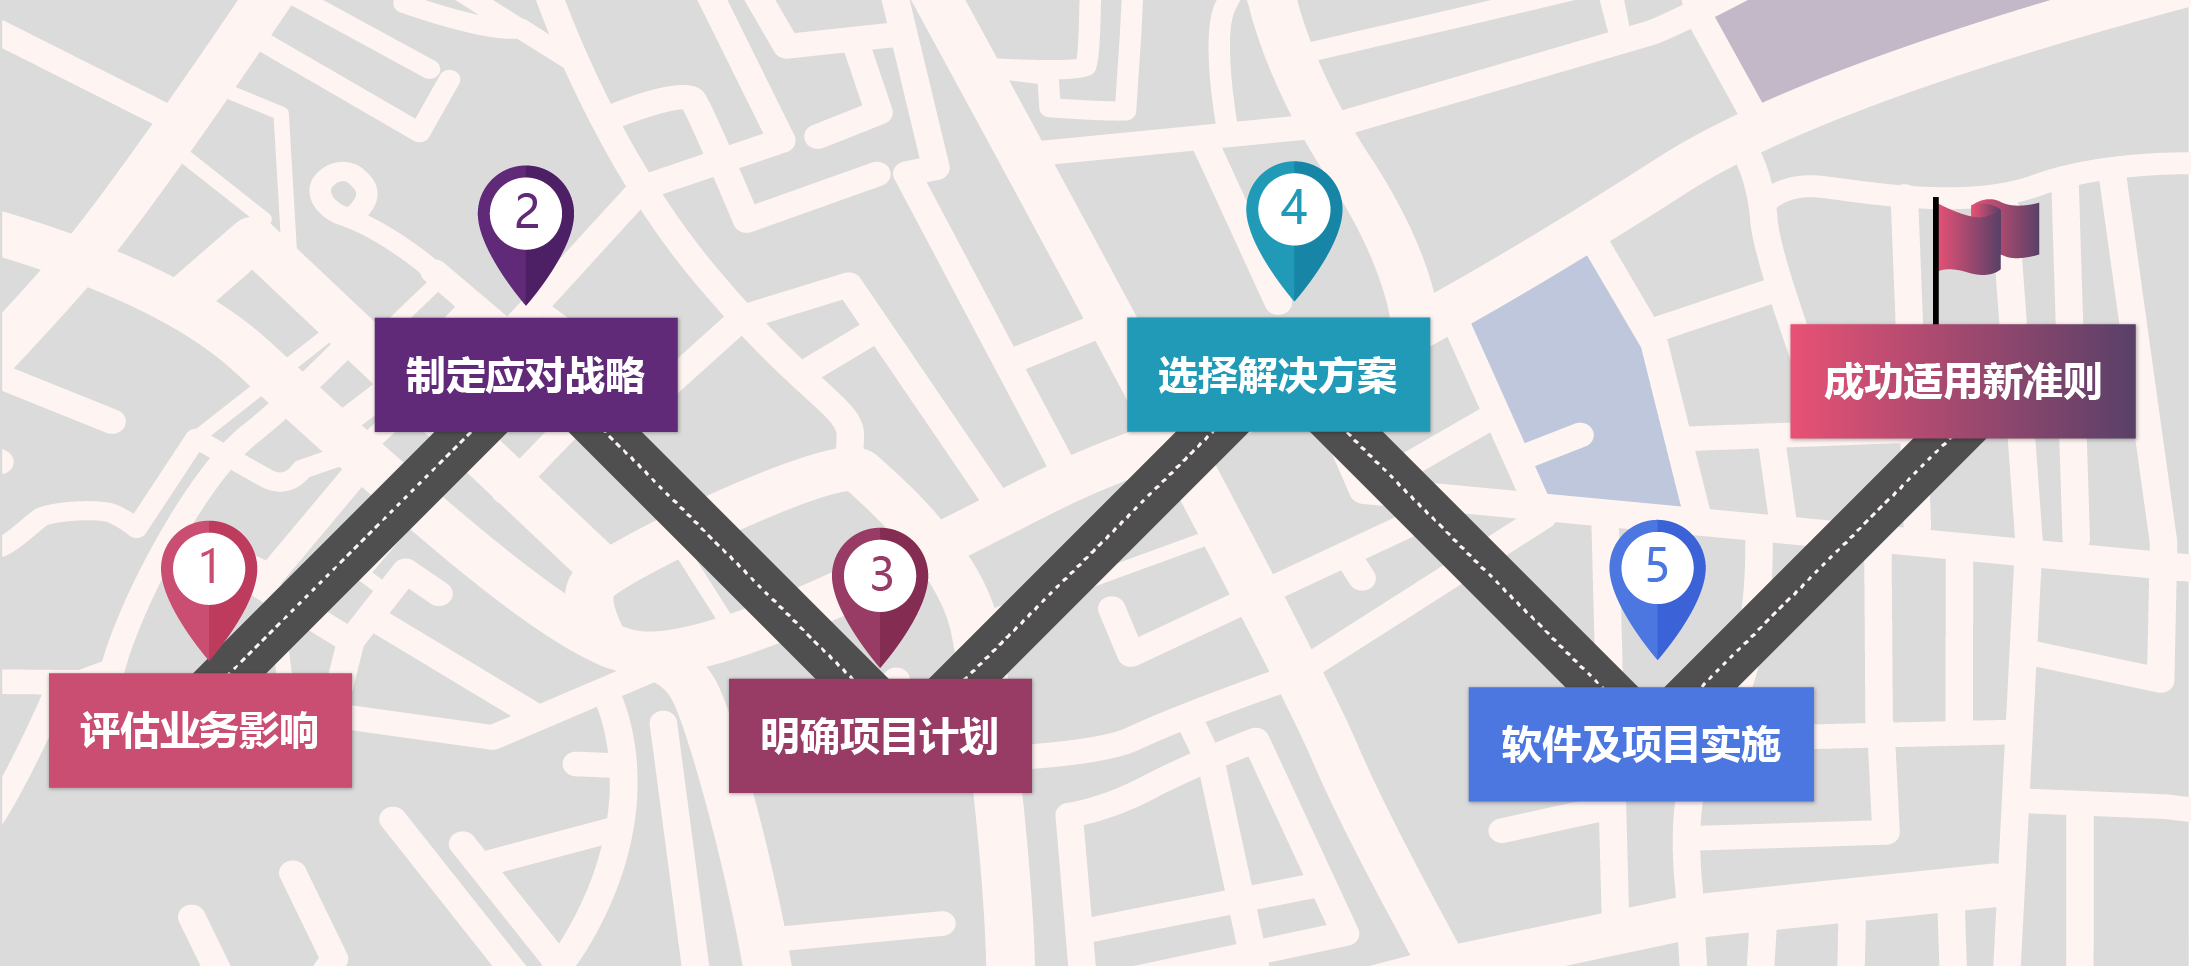 1
评估业务影响
2
制定应对战略
3
明确项目计划
4
选择解决方案
5
软件及项目实施
成功适用新准则